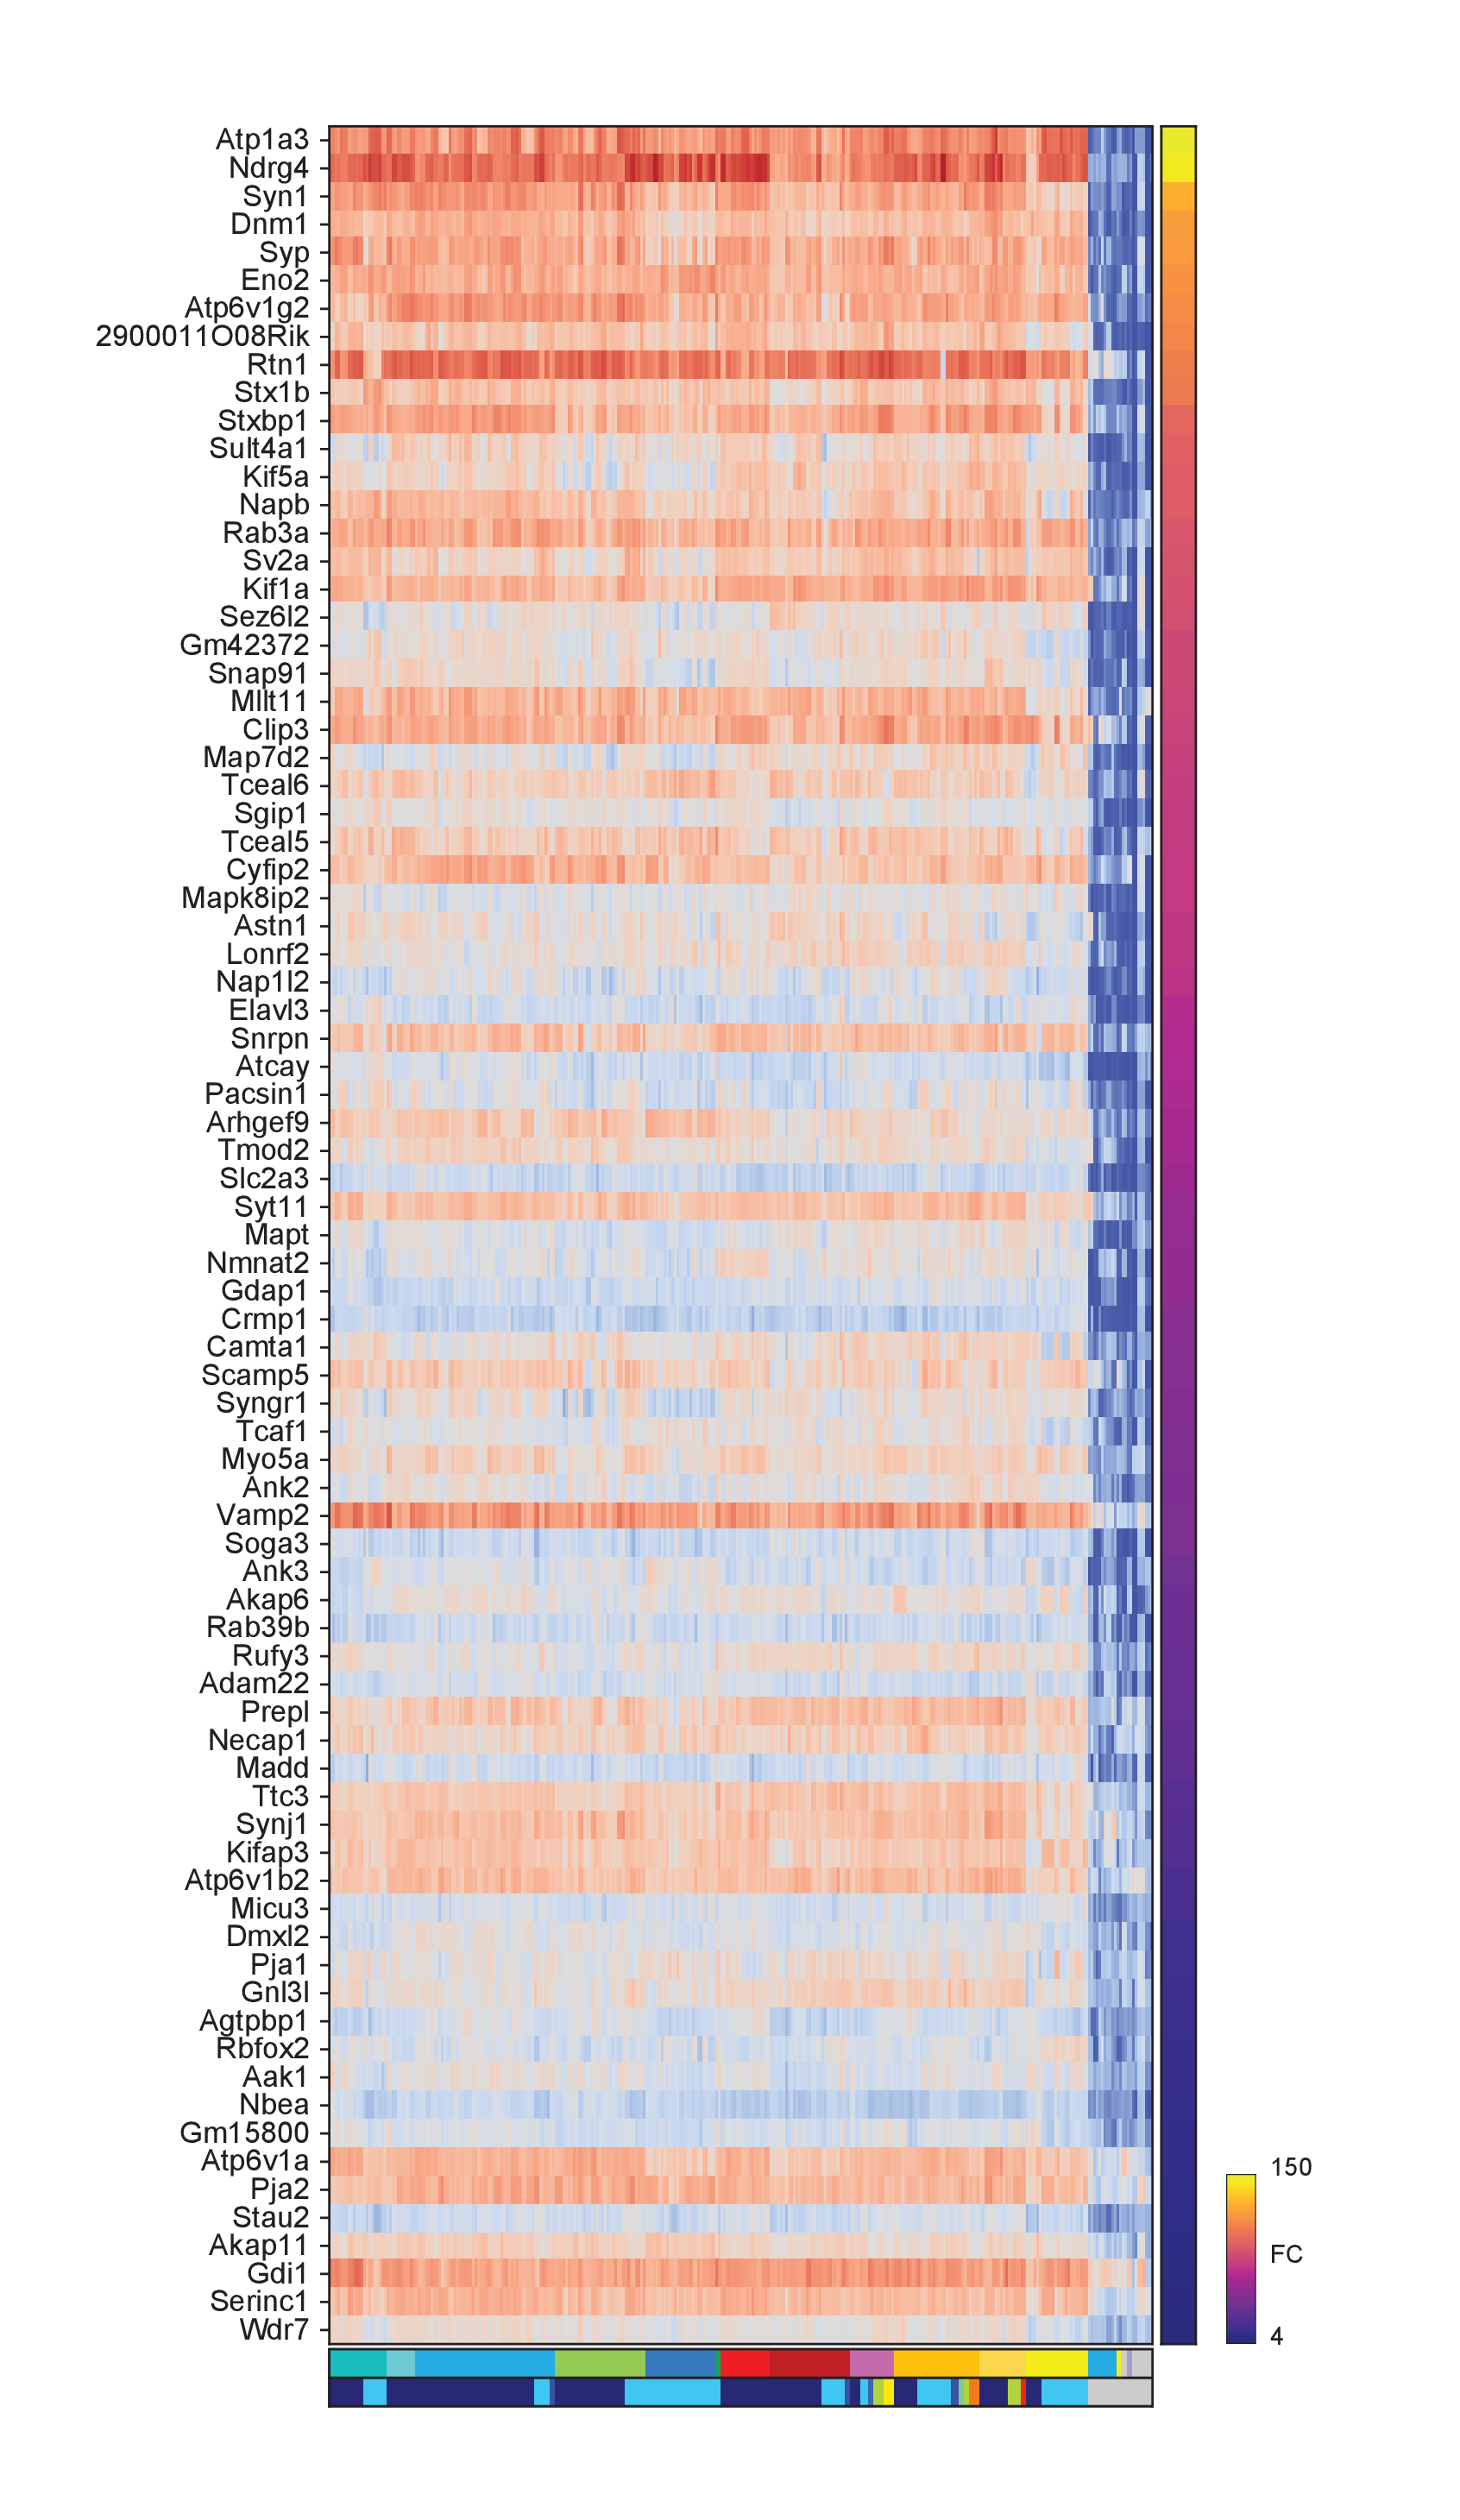 Atp1a3
Ndrg4
Syn1
Dnm1
Syp
Eno2
Atp6v1g2
2900011O08Rik
Rtn1
Stx1b
Stxbp1
Sult4a1
Kif5a
Napb
Rab3a
Sv2a
Kif1a
Sez6l2
Gm42372
Snap91
Mllt11
Clip3
Map7d2
Tceal6
Sgip1
Tceal5
Cyfip2
Mapk8ip2
Astn1
Lonrf2
Nap1l2
Elavl3
Snrpn
Atcay
Pacsin1
Arhgef9
Tmod2
Slc2a3
Syt11
Mapt
Nmnat2
Gdap1
Crmp1
Camta1
Scamp5
Syngr1
Tcaf1
Myo5a
Ank2
Vamp2
Soga3
Ank3
Akap6
Rab39b
Rufy3
Adam22
Prepl
Necap1
Madd
Ttc3
Synj1
Kifap3
Atp6v1b2
Micu3
Dmxl2
Pja1
Gnl3l
Agtpbp1
Rbfox2
Aak1
Nbea
Gm15800
Atp6v1a
Pja2
Stau2
Akap11
Gdi1
Serinc1
Wdr7
150
FC
4